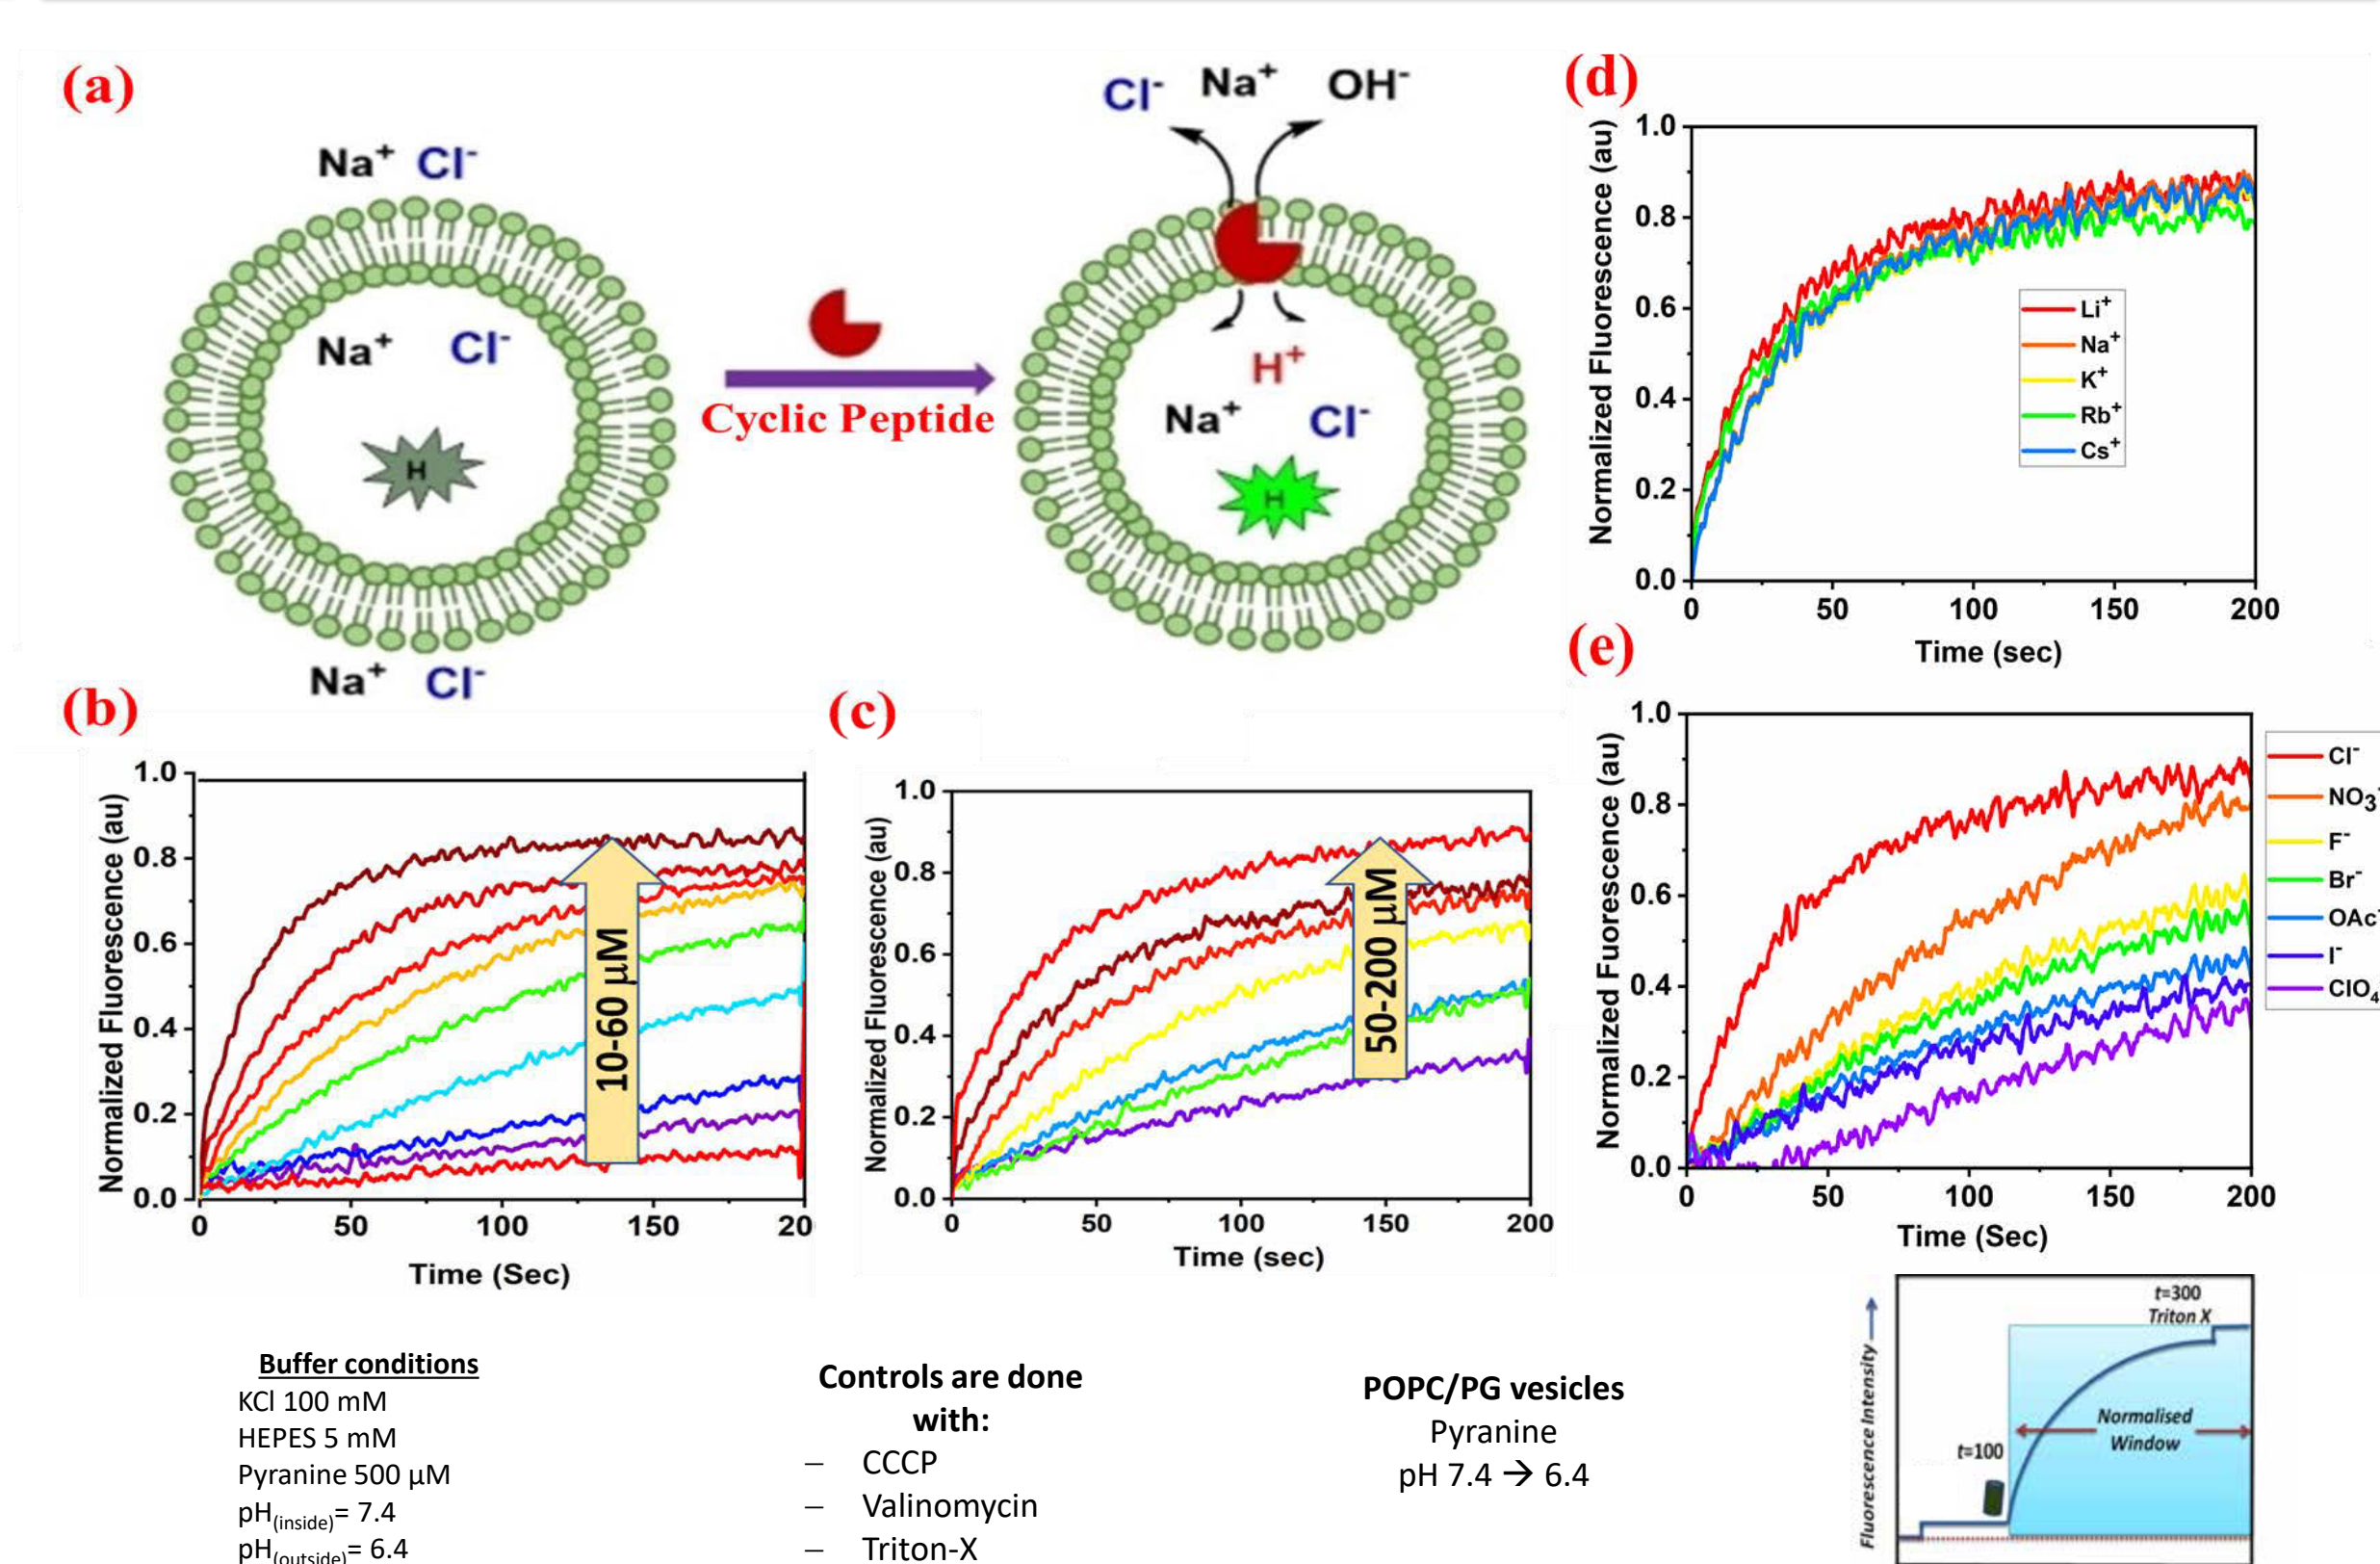 (a)
Na⁺ Cl⁻
Na⁺ Cl⁻
H
Na⁺ Cl⁻
Cyclic Peptide
Cl⁻ Na⁺ OH⁻
H⁺
Na⁺ Cl⁻
H
(d)
Normalized Fluorescence (au)
1.0
0.8
0.6
0.4
0.2
0.0
0 50 100 150 200
Time (sec)
Li⁺
Na⁺
K⁺
Rb⁺
Cs⁺
(b)
Normalized Fluorescence (au)
1.0
0.8
0.6
0.4
0.2
0.0
10-60 µM
0 50 100 150 20
Time (Sec)
(c)
Normalized Fluorescence (au)
1.0
0.8
0.6
0.4
0.2
0.0
50-200 µM
0 50 100 150 200
Time (sec)
(e)
Normalized Fuorescence (au)
1.0
0.8
0.6
0.4
0.2
0.0
0 50 100 150 200
Time (Sec)
Cl⁻
NO₃⁻
F⁻
Br⁻
OAc⁻
I⁻
ClO₄
Buffer conditions
KCl 100 mM
HEPES 5 mM
Pyranine 500 µM
pH(inside)= 7.4
pH(outside)= 6.4
Controls are done
with:
– CCCP
– Valinomycin
– Triton-X
POPC/PG vesicles
Pyranine
pH 7.4 → 6.4
Fluorescence Intensity
t=300
Triton X
Normalised
Window
t=100